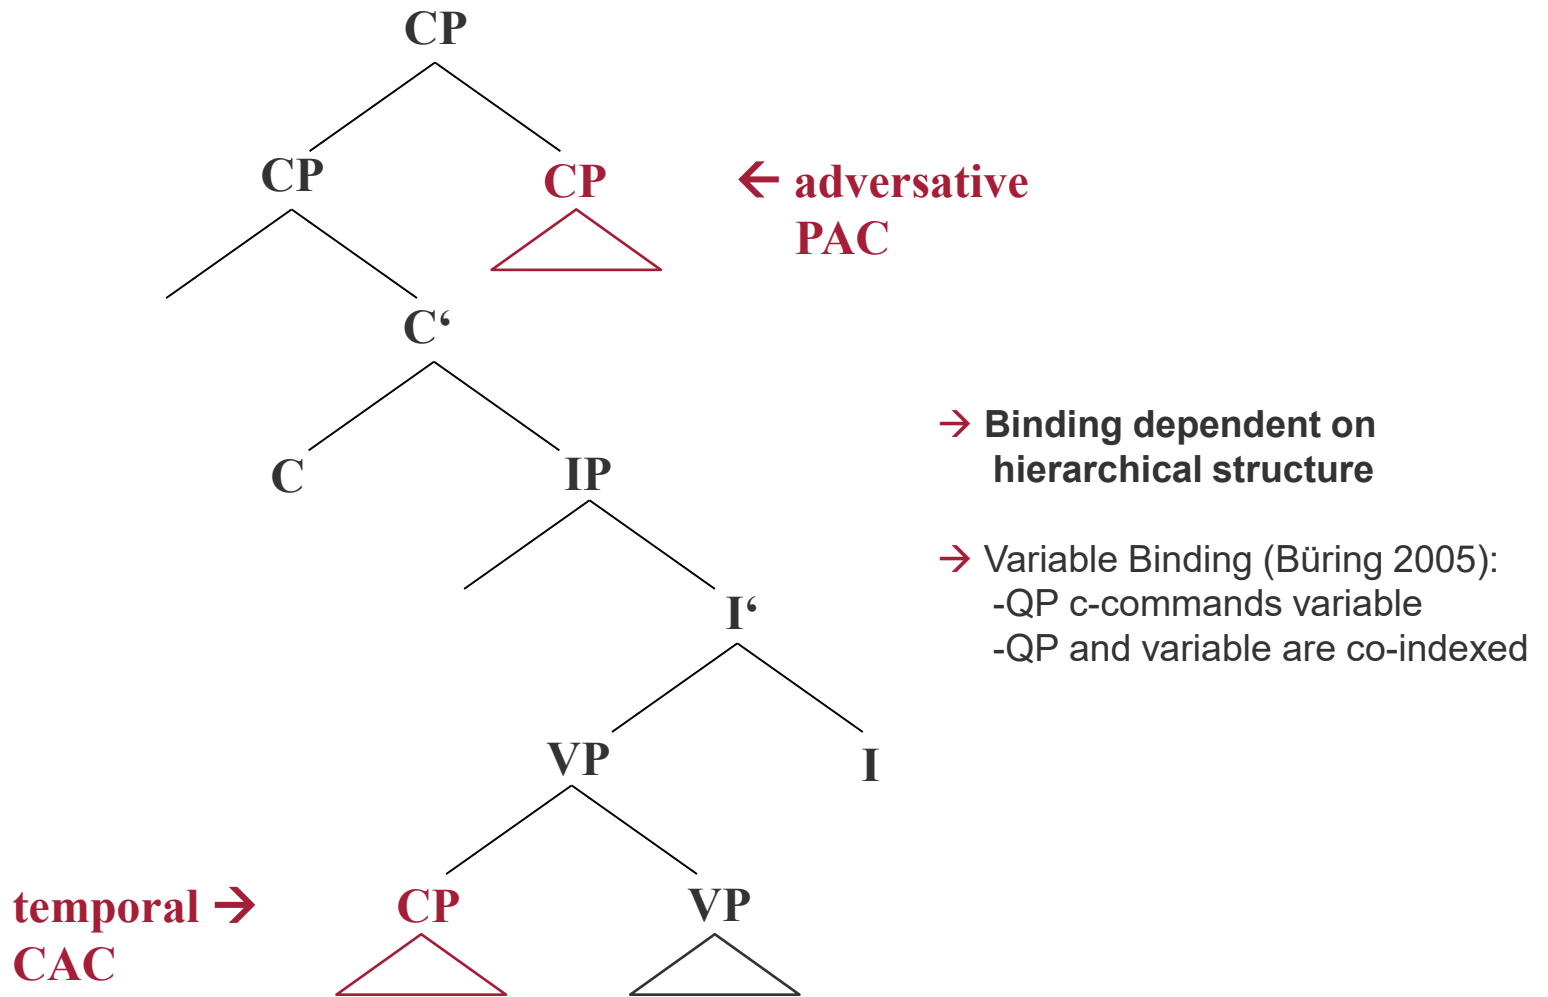 CP
CP
CP
← adversative
PAC
C‘
C
IP
→ Binding dependent on
hierarchical structure
→ Variable Binding (Büring 2005):
-QP c-commands variable
-QP and variable are co-indexed
I‘
VP
I
temporal →
CAC
CP
VP